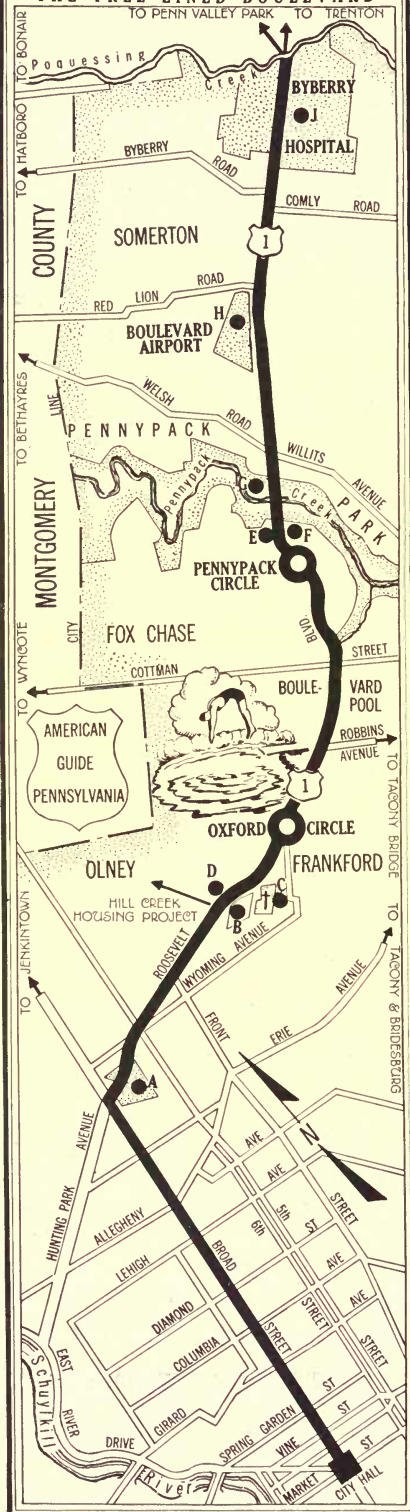 TO PENN VALLEY PARK TO TRENTON
TO BONAIR
Poquessing Creek
BYBERRY
J
HOSPITAL
TO HATBORO
BYBERRY ROAD
COMLY ROAD
COUNTY
SOMERTON
1
RED LION ROAD
H
BOULEVARD
AIRPORT
TO BETHAYRES
LINE
WELSH ROAD
WILLITS AVENUE
PENNYPACK PARK
Pennypack Creek
MONTGOMERY
E
F
PENNYPACK
CIRCLE
CITY
FOX CHASE
BLVD
TO WYNCOTE
COTTMAN STREET
BOULE- VARD
POOL
ROBBINS
AVENUE
AMERICAN
GUIDE
PENNSYLVANIA
1
TO TACONY BRIDGE
OXFORD CIRCLE
OLNEY
FRANKFORD
D
C
B
HILL CREEK
HOUSING PROJECT
TO JENKINTOWN
ROOSEVELT
WYOMING AVENUE
TO TACONY & BRIDESBURG
FRONT
ERIE AVENUE
A
N
HUNTING PARK AVENUE
STREET
ALLEGHENY AVE
LEHIGH AVE
BROAD STREET
6th
5th
STREET
DIAMOND ST
COLUMBIA AVE
GIRARD AVE
EAST RIVER DRIVE
Schuylkill River
SPRING GARDEN ST
VINE ST
MARKET ST
CITY HALL